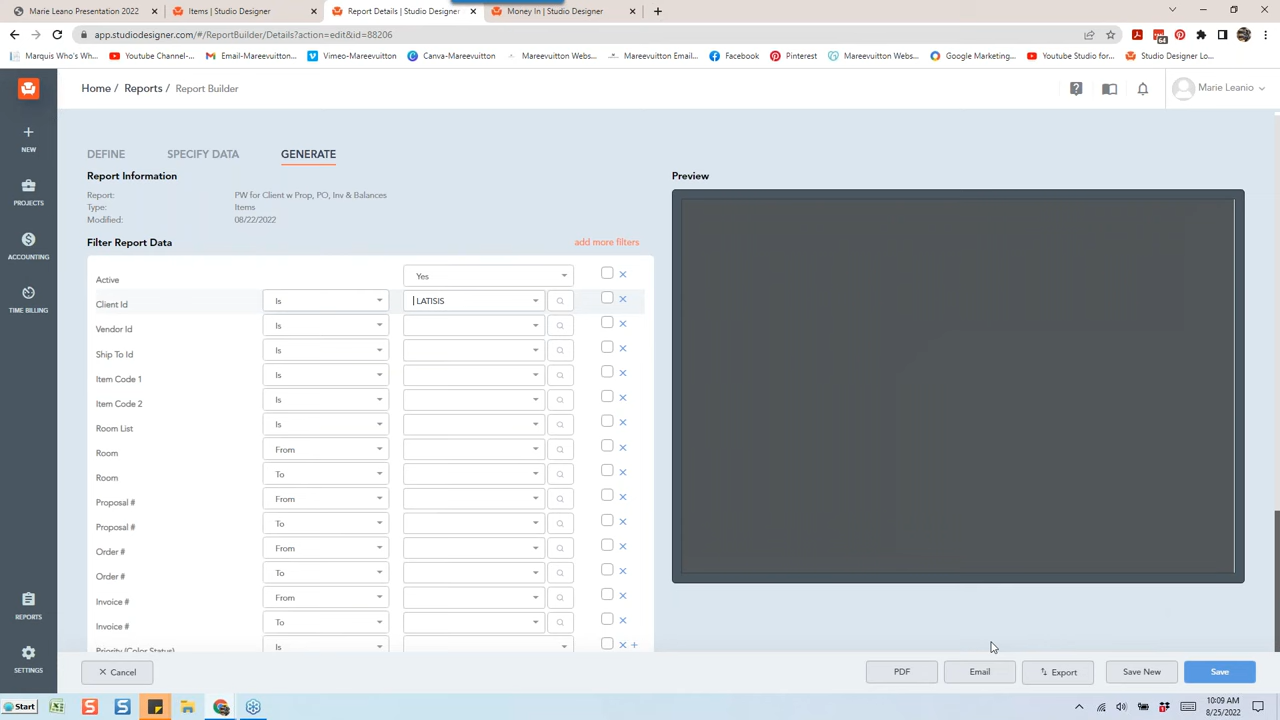 Marie Leanio Presentation 2022
Items | Studio Designer
Report Details | Studio Designer
Money In | Studio Designer
app.studiodesigner.com/#/ReportBuilder/Details?action=edit&id=88206
Marquis Who's Wh...
Youtube Channel-...
Email-Mareevuitton
Vimeo-Mareevuitton
Canva-Mareevuitton
Mareevuitton Webs...
Mareevuitton Email...
Facebook
Pinterest
Mareevuitton Web...
Google Marketing...
Youtube Studio for...
Studio Designer Lo...
Home / Reports / Report Builder
Marie Leanio
NEW
PROJECTS
ACCOUNTING
TIME BILLING
REPORTS
SETTINGS
DEFINE SPECIFY DATA GENERATE
Report Information
Report: PW for Client w Prop, PO, Inv & Balances
Type: Items
Modified: 08/22/2022
Filter Report Data add more filters
Active Yes
Client Id Is LATISIS
Vendor Id Is
Ship To Id Is
Item Code 1 Is
Item Code 2 Is
Room List Is
Room From
Room To
Proposal # From
Proposal # To
Order # From
Order # To
Invoice # From
Invoice # To
Priority (Color Status) Is
Preview
Cancel
PDF
Email
Export
Save New
Save
Start
10:09 AM
8/25/2022